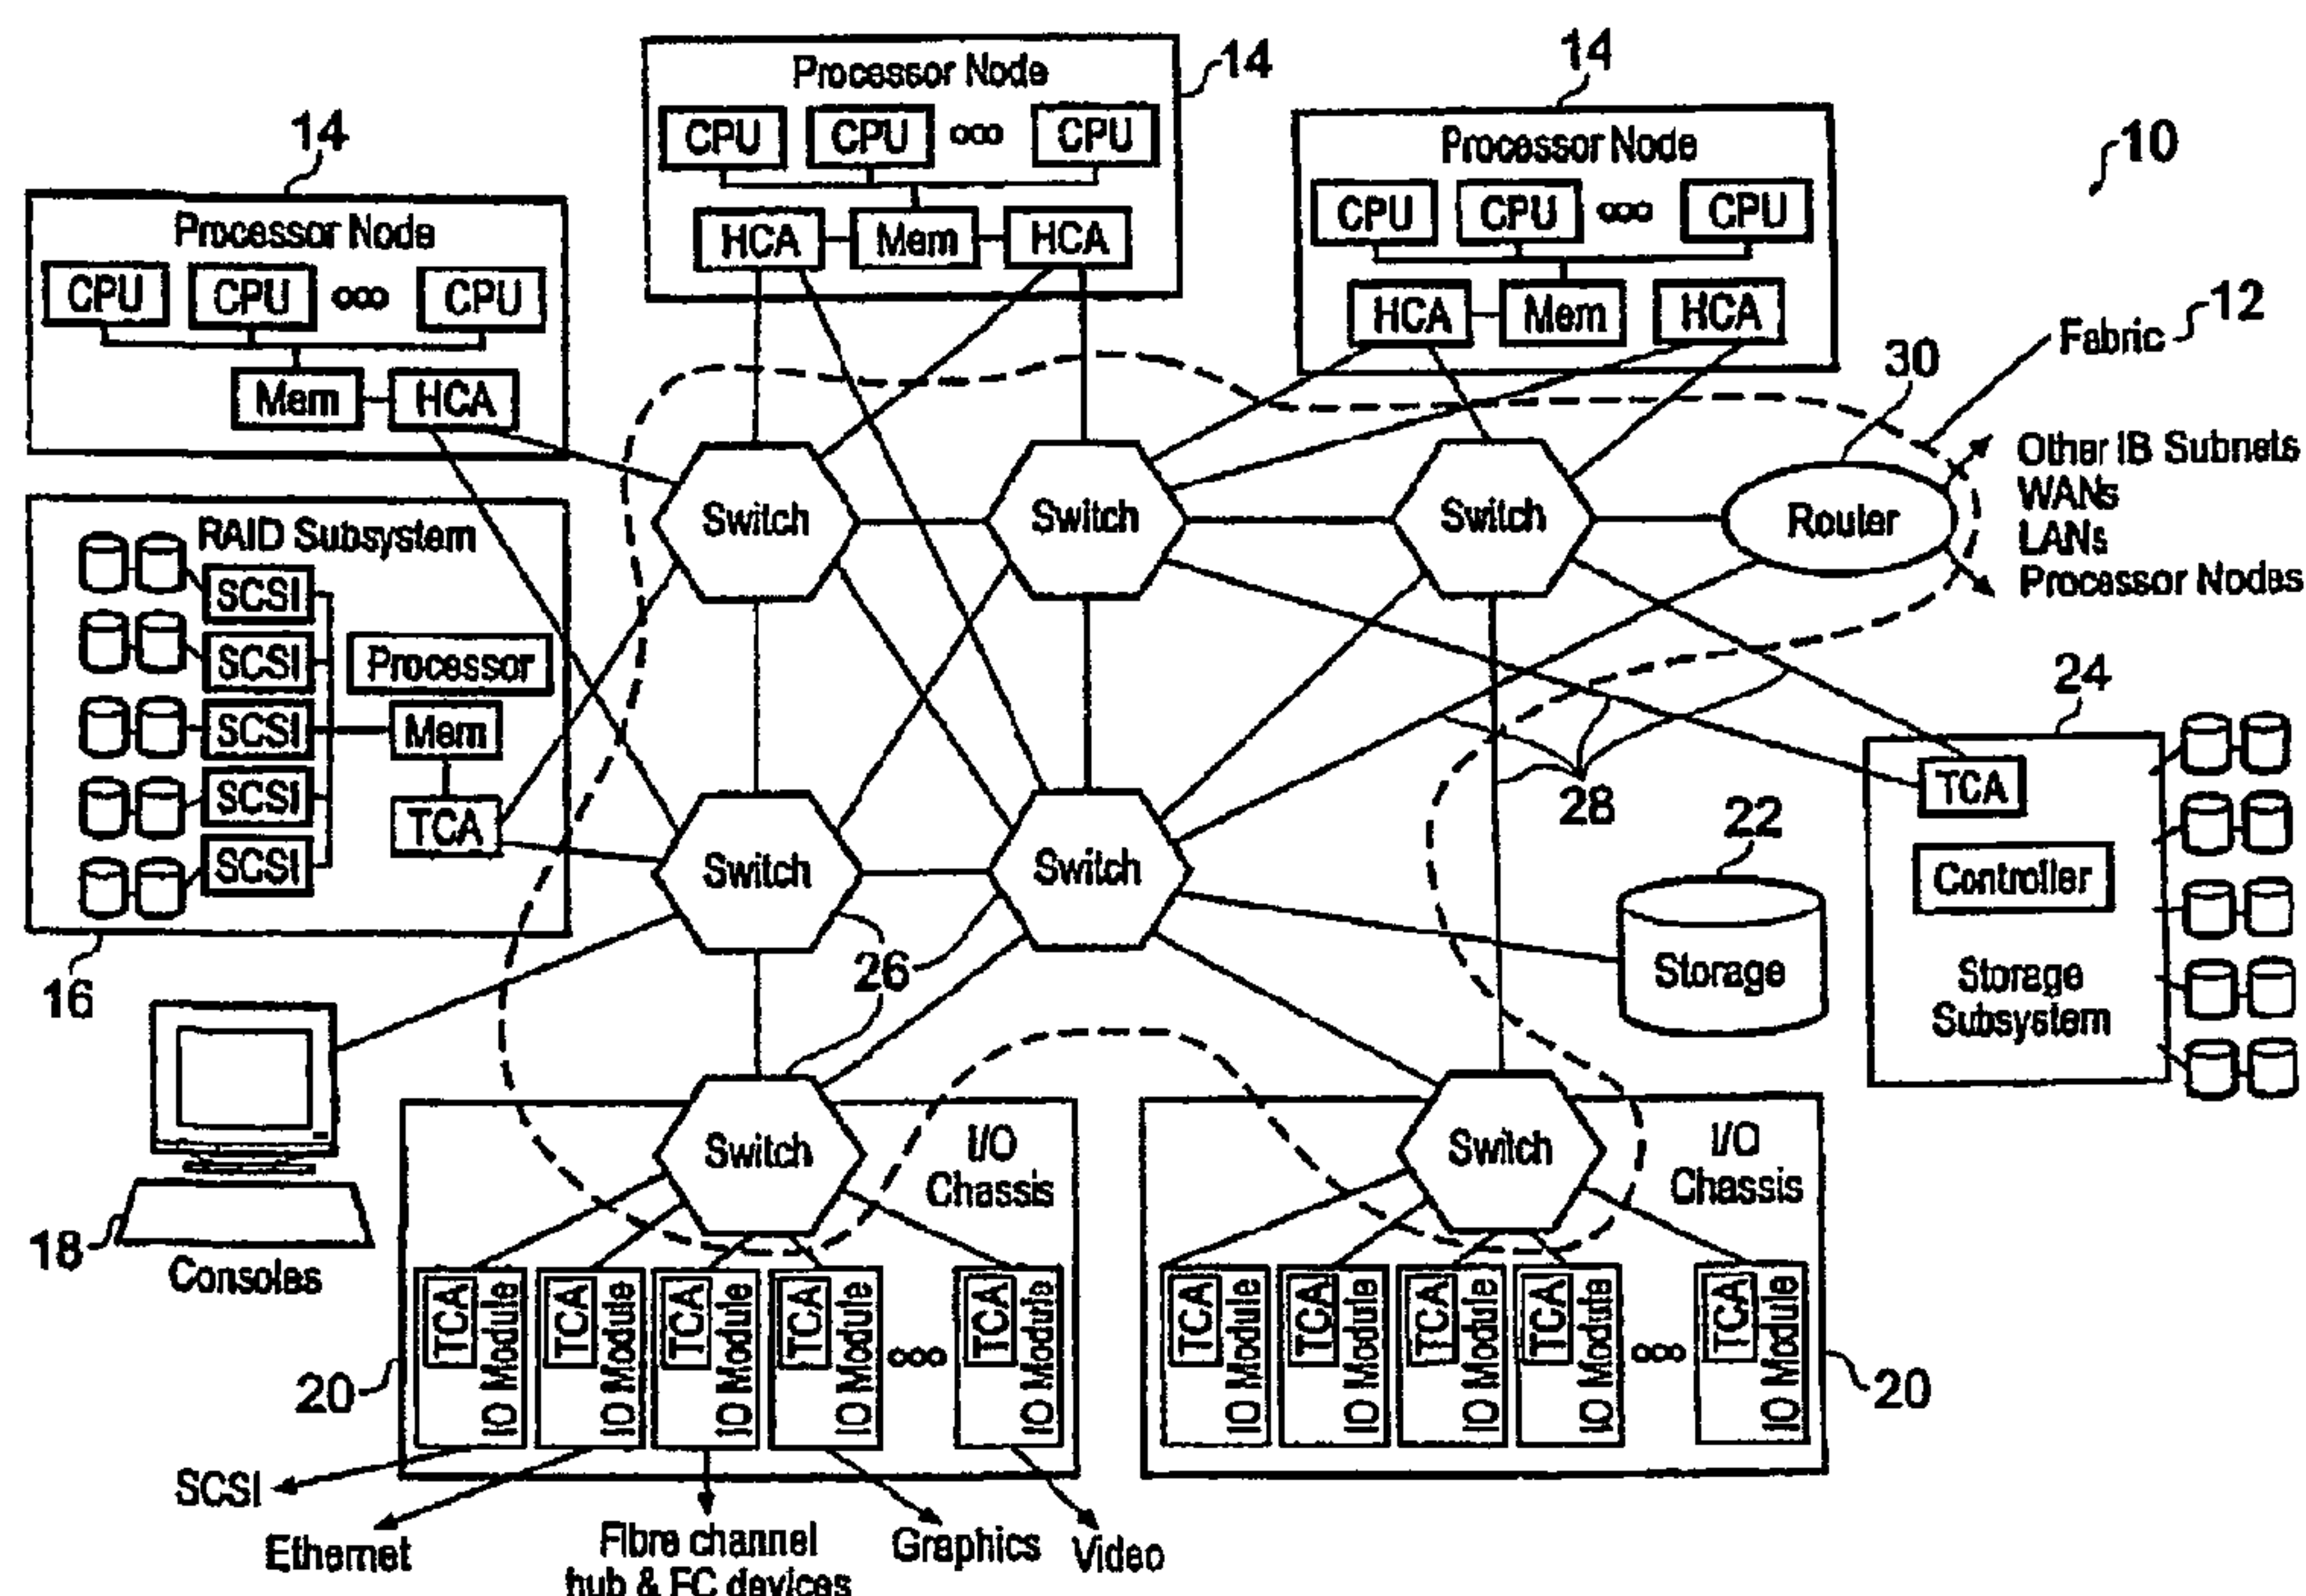 14
Processor Node
CPU
CPU
ooo
CPU
Mem
HCA
14
Processor Node
CPU
CPU
ooo
CPU
HCA
Mem
HCA
14
Processor Node
CPU
CPU
ooo
CPU
HCA
Mem
HCA
10
Fabric
12
30
Other IB Subnets
WANs
LANs
Processor Nodes
Switch
Switch
Switch
Router
RAID Subsystem
SCSI
SCSI
SCSI
SCSI
SCSI
Processor
Mem
TCA
16
Switch
Switch
26
28
22
Storage
24
TCA
Controller
Storage
Subsystem
18
Consoles
Switch
I/O
Chassis
TCA
IO Module
TCA
IO Module
TCA
IO Module
TCA
IO Module
ooo
TCA
IO Module
20
SCSI
Ethernet
Fibre channel
hub & FC devices
Graphics
Video
Switch
I/O
Chassis
TCA
IO Module
TCA
IO Module
TCA
IO Module
TCA
IO Module
ooo
TCA
IO Module
20